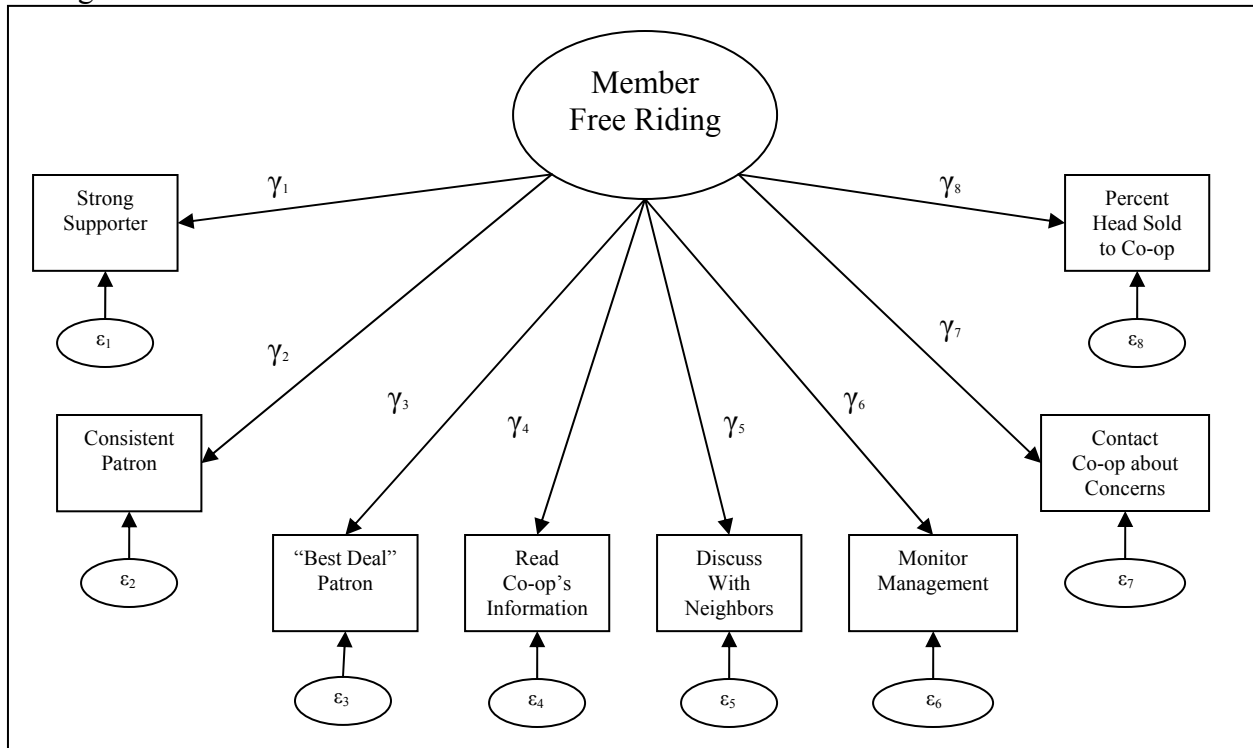 Member
Free Riding
γ₁
γ₂
γ₃
γ₄
γ₅
γ₆
γ₇
γ₈
Strong
Supporter
ε₁
Consistent
Patron
ε₂
“Best Deal”
Patron
ε₃
Read
Co-op’s
Information
ε₄
Discuss
With
Neighbors
ε₅
Monitor
Management
ε₆
Contact
Co-op about
Concerns
ε₇
Percent
Head Sold
to Co-op
ε₈